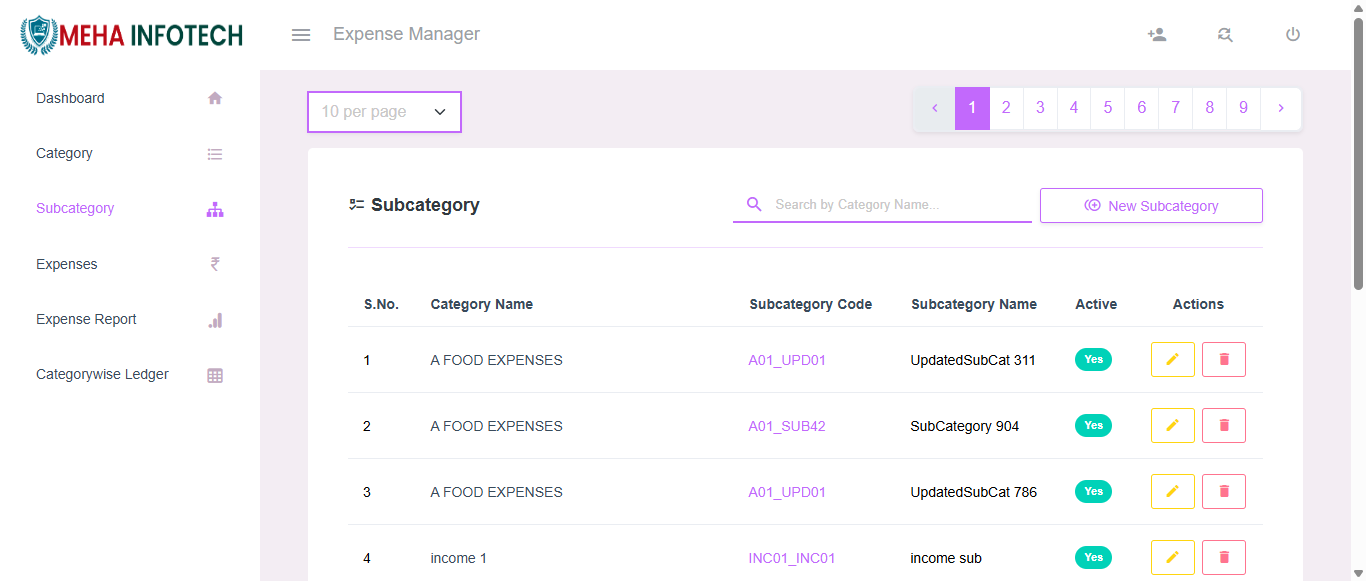 MEHA INFOTECH
Expense Manager
Dashboard
Category
Subcategory
Expenses
Expense Report
Categorywise Ledger
10 per page
‹ 1 2 3 4 5 6 7 8 9 ›
Subcategory
Search by Category Name...
New Subcategory
S.No. Category Name Subcategory Code Subcategory Name Active Actions
1 A FOOD EXPENSES A01_UPD01 UpdatedSubCat 311 Yes
2 A FOOD EXPENSES A01_SUB42 SubCategory 904 Yes
3 A FOOD EXPENSES A01_UPD01 UpdatedSubCat 786 Yes
4 income 1 INC01_INC01 income sub Yes